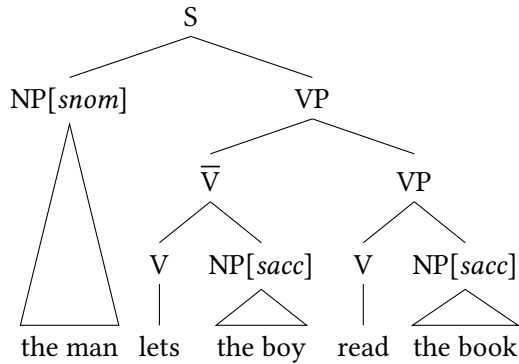 S
NP[snom] VP
V̅ VP
V NP[sacc] V NP[sacc]
the man lets the boy read the book